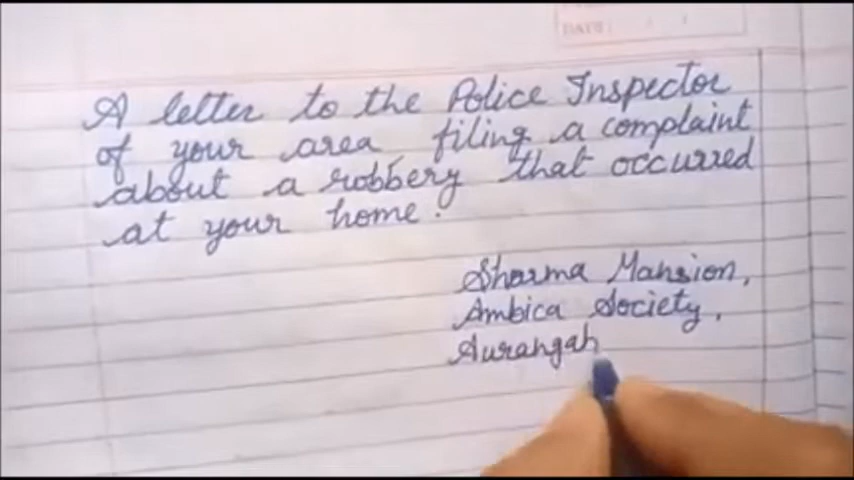 DATE:
A letter to the Police Inspector
of your area filing a complaint
about a robbery that occurred
at your home.
Sharma Mansion,
Ambica Society,
Aurangah